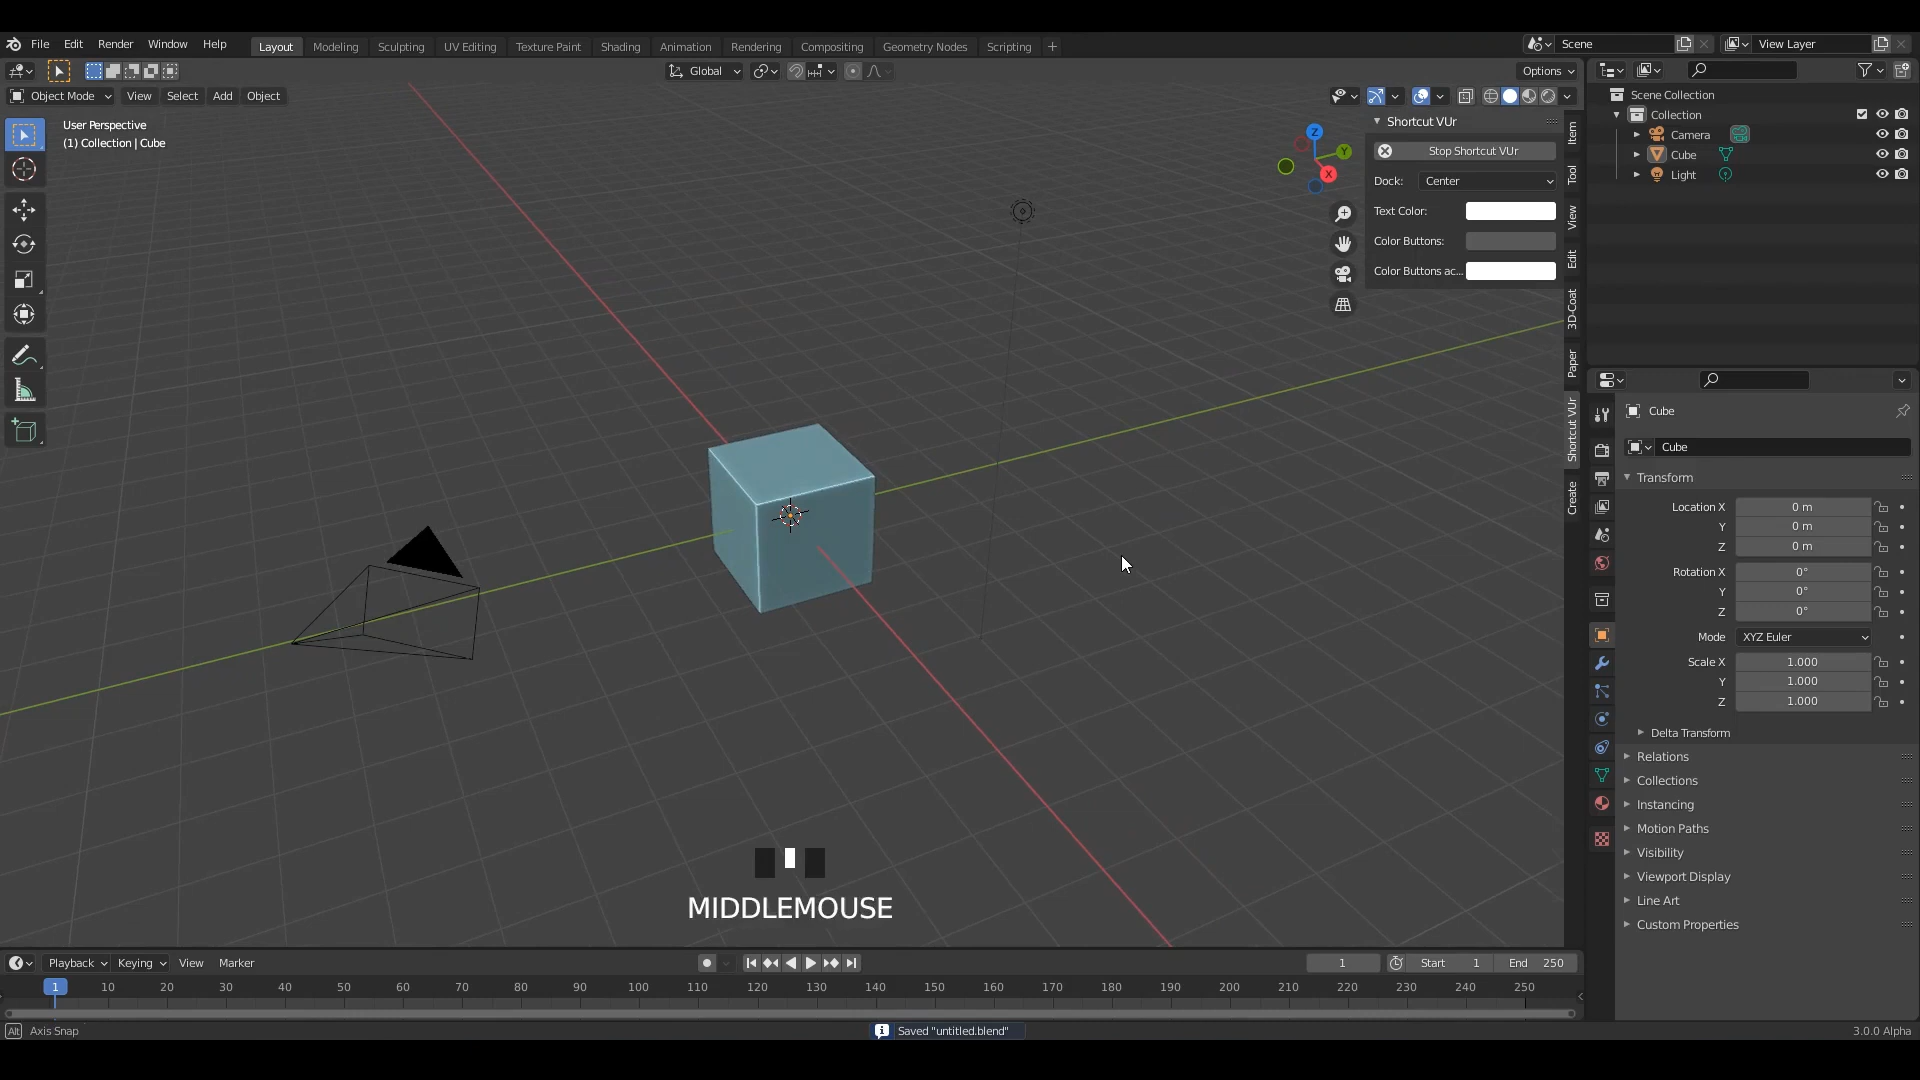 File Edit Render Window Help Layout Modeling Sculpting UV Editing Texture Paint Shading Animation Rendering Compositing Geometry Nodes Scripting + Scene View Layer
Global Options
Object Mode View Select Add Object
User Perspective
(1) Collection | Cube
Z
Y
X
Shortcut VUr
Stop Shortcut VUr
Dock: Center
Text Color:
Color Buttons:
Color Buttons ac...
Item
Tool
View
Edit
3D-Coat
Paper
Shortcut VUr
Create
Scene Collection
Collection
Camera
Cube
Light
Cube
Cube
Transform
Location X 0 m
Y 0 m
Z 0 m
Rotation X 0°
Y 0°
Z 0°
Mode XYZ Euler
Scale X 1.000
Y 1.000
Z 1.000
Delta Transform
Relations
Collections
Instancing
Motion Paths
Visibility
Viewport Display
Line Art
Custom Properties
MIDDLEMOUSE
Playback Keying View Marker 1 Start 1 End 250
1 10 20 30 40 50 60 70 80 90 100 110 120 130 140 150 160 170 180 190 200 210 220 230 240 250
Alt Axis Snap Saved "untitled.blend" 3.0.0 Alpha